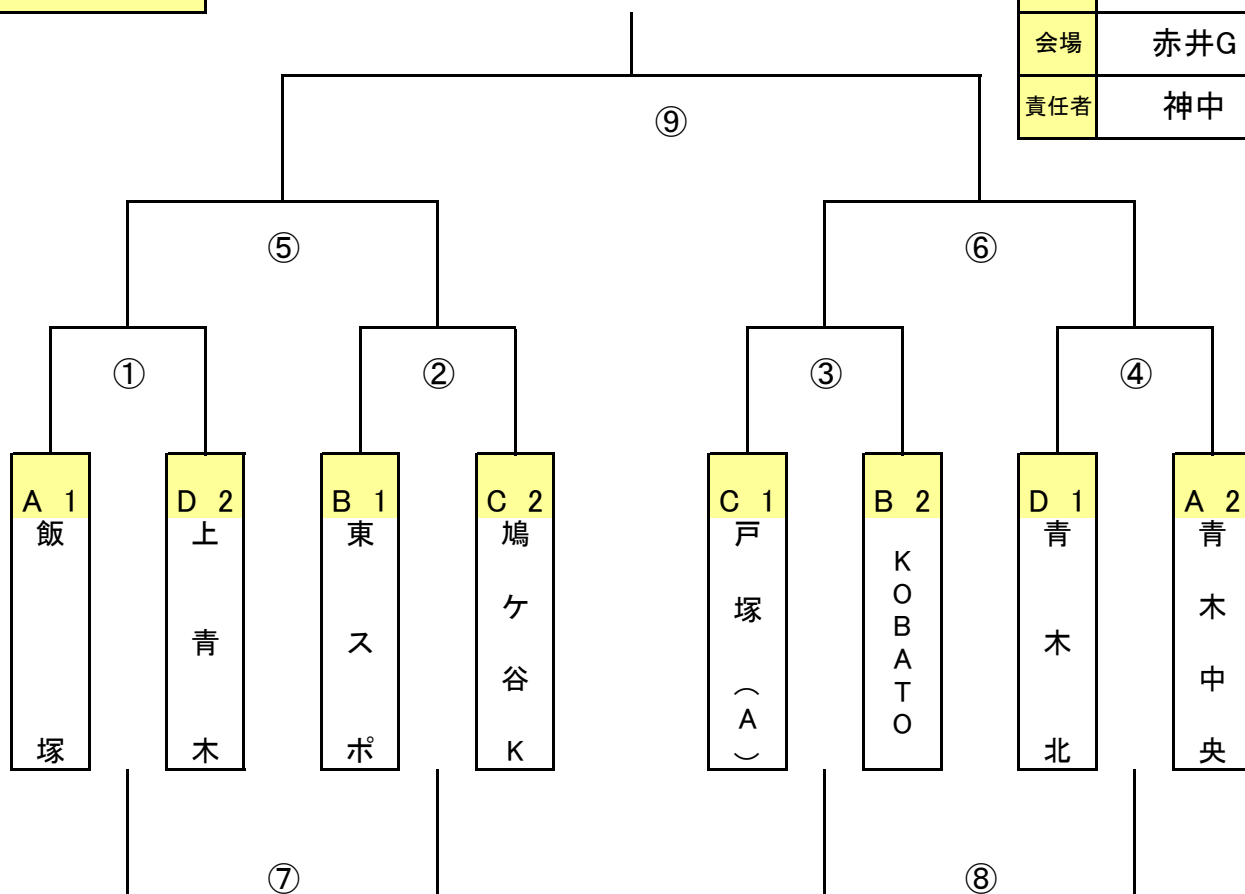 会場 赤井G
責任者 神中
⑨
⑤ ⑥
① ② ③ ④
A 1 D 2 B 1 C 2 C 1 B 2 D 1 A 2
飯塚
上青木
東スポ
鳩ケ谷K
戸塚（A）
KOBATO
青木北
青木中央
⑦ ⑧